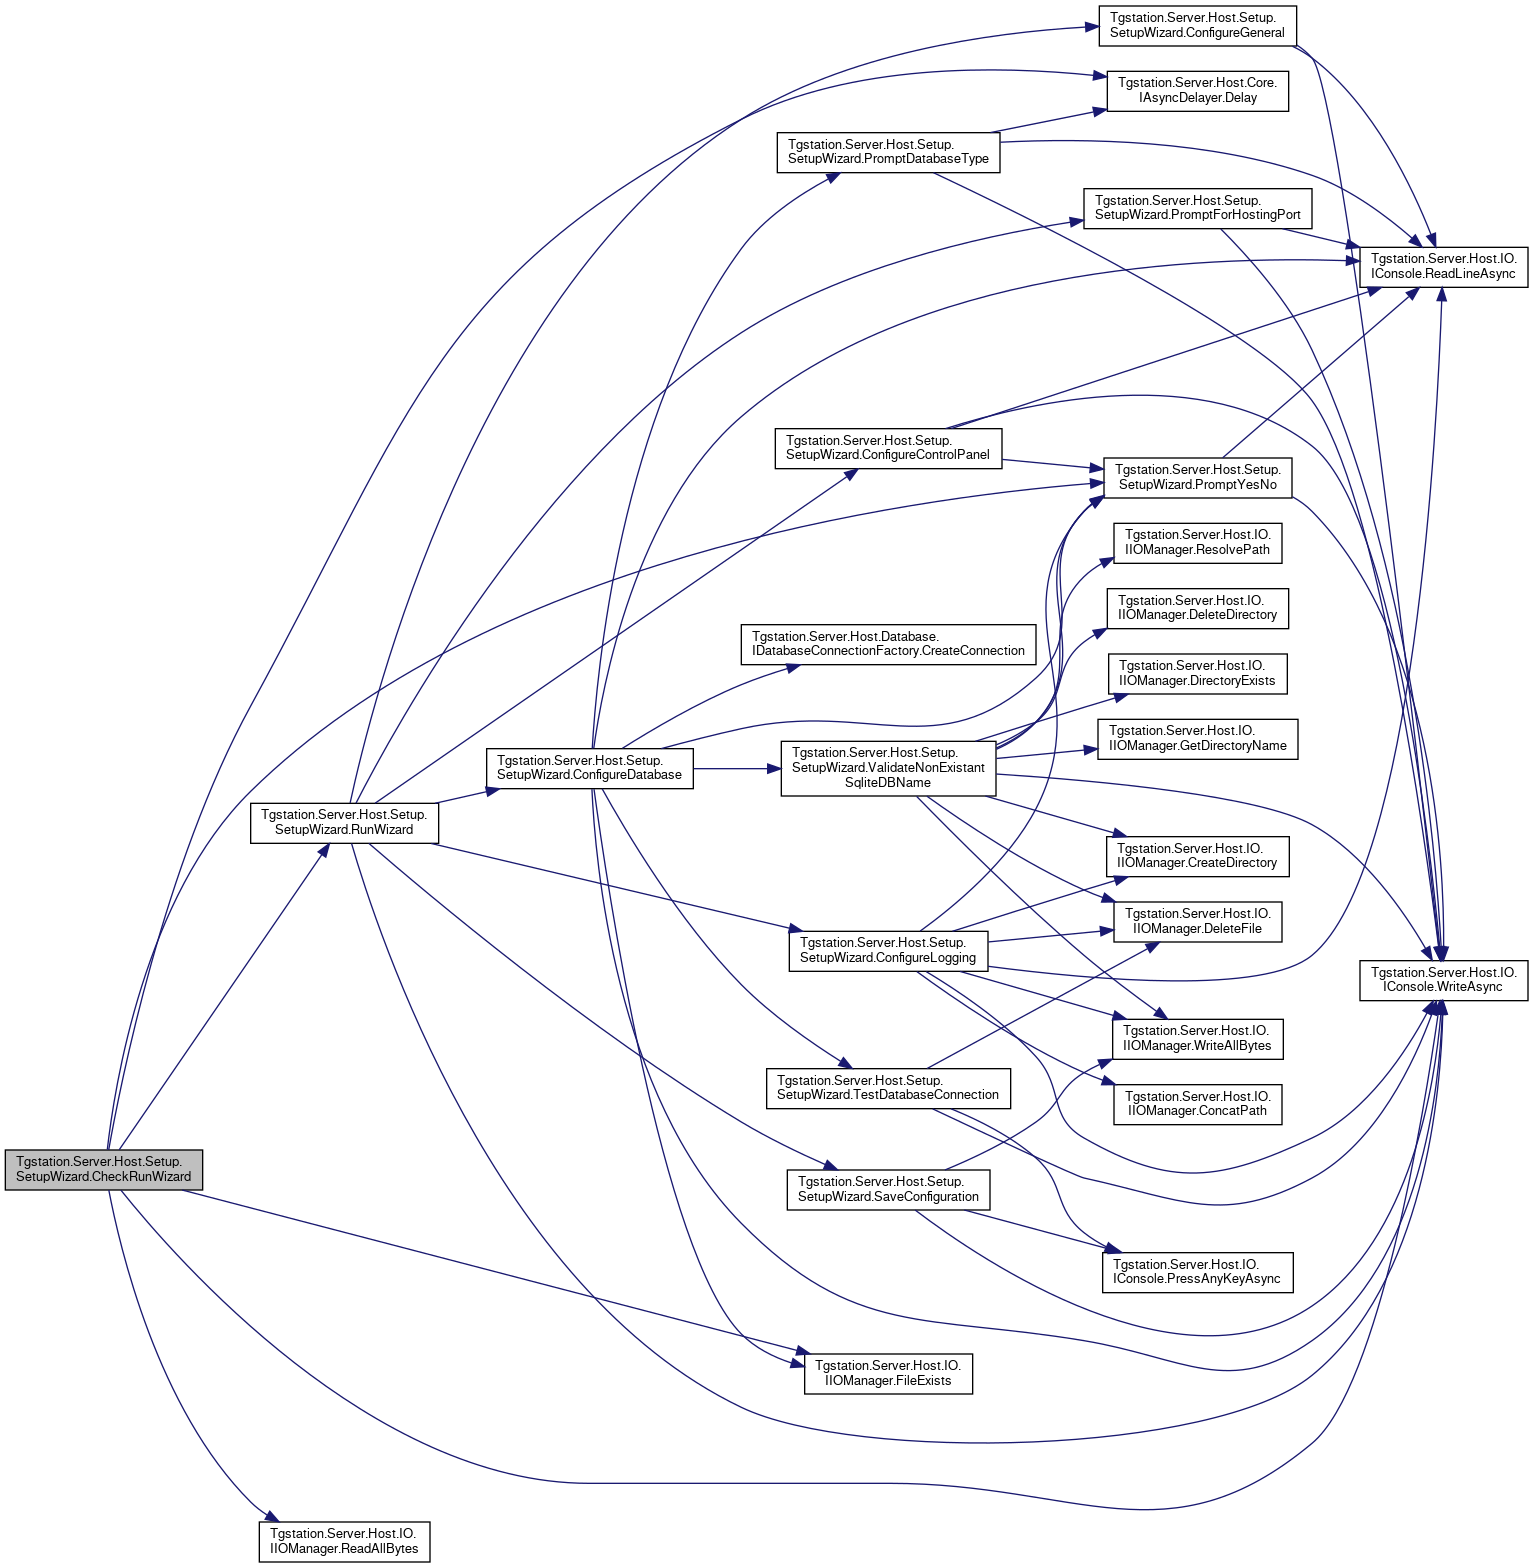 Tgstation.Server.Host.Setup.
SetupWizard.ConfigureGeneral
Tgstation.Server.Host.Core.
IAsyncDelayer.Delay
Tgstation.Server.Host.Setup.
SetupWizard.PromptDatabaseType
Tgstation.Server.Host.Setup.
SetupWizard.PromptForHostingPort
Tgstation.Server.Host.IO.
IConsole.ReadLineAsync
Tgstation.Server.Host.Setup.
SetupWizard.ConfigureControlPanel
Tgstation.Server.Host.Setup.
SetupWizard.PromptYesNo
Tgstation.Server.Host.IO.
IIOManager.ResolvePath
Tgstation.Server.Host.IO.
IIOManager.DeleteDirectory
Tgstation.Server.Host.Database.
IDatabaseConnectionFactory.CreateConnection
Tgstation.Server.Host.IO.
IIOManager.DirectoryExists
Tgstation.Server.Host.IO.
IIOManager.GetDirectoryName
Tgstation.Server.Host.Setup.
SetupWizard.ConfigureDatabase
Tgstation.Server.Host.Setup.
SetupWizard.ValidateNonExistant
SqliteDBName
Tgstation.Server.Host.Setup.
SetupWizard.RunWizard
Tgstation.Server.Host.IO.
IIOManager.CreateDirectory
Tgstation.Server.Host.IO.
IIOManager.DeleteFile
Tgstation.Server.Host.Setup.
SetupWizard.ConfigureLogging
Tgstation.Server.Host.IO.
IConsole.WriteAsync
Tgstation.Server.Host.IO.
IIOManager.WriteAllBytes
Tgstation.Server.Host.Setup.
SetupWizard.TestDatabaseConnection
Tgstation.Server.Host.IO.
IIOManager.ConcatPath
Tgstation.Server.Host.Setup.
SetupWizard.CheckRunWizard
Tgstation.Server.Host.Setup.
SetupWizard.SaveConfiguration
Tgstation.Server.Host.IO.
IConsole.PressAnyKeyAsync
Tgstation.Server.Host.IO.
IIOManager.FileExists
Tgstation.Server.Host.IO.
IIOManager.ReadAllBytes